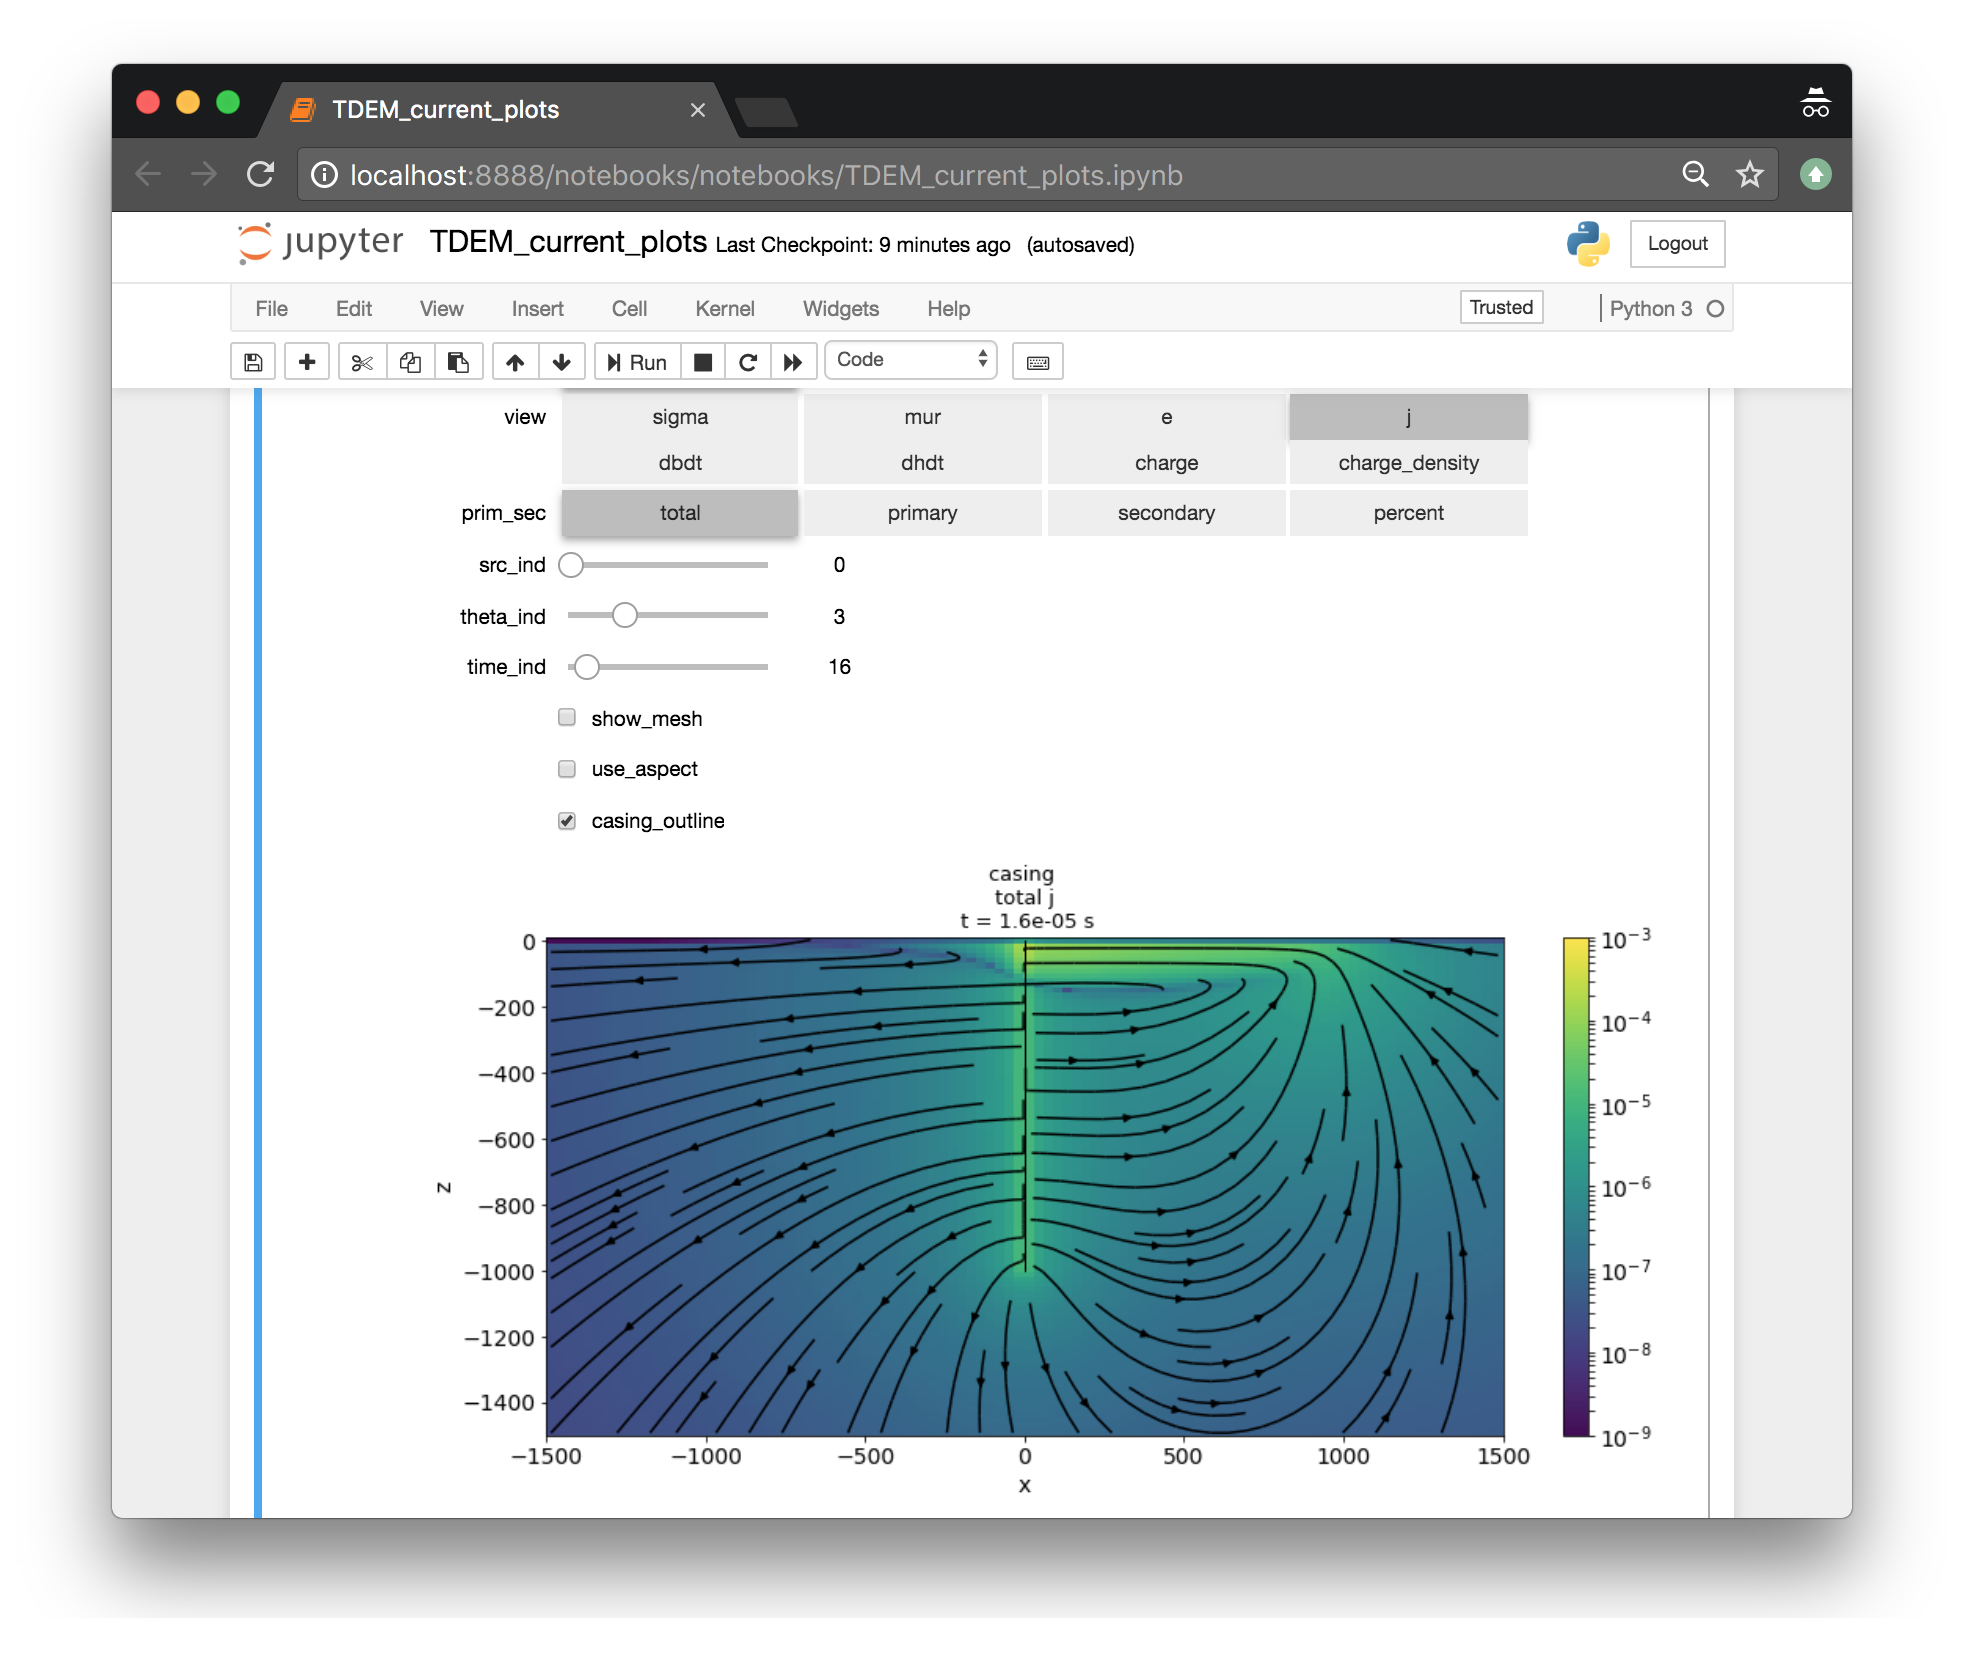 TDEM_current_plots
localhost:8888/notebooks/notebooks/TDEM_current_plots.ipynb
jupyter TDEM_current_plots Last Checkpoint: 9 minutes ago (autosaved) Logout
File Edit View Insert Cell Kernel Widgets Help Trusted Python 3
Run Code
view sigma mur e j
dbdt dhdt charge charge_density
prim_sec total primary secondary percent
src_ind 0
theta_ind 3
time_ind 16
show_mesh
use_aspect
casing_outline
casing
total j
t = 1.6e-05 s
0
−200
−400
−600
−800
−1000
−1200
−1400
z
−1500 −1000 −500 0 500 1000 1500
x
10⁻³
10⁻⁴
10⁻⁵
10⁻⁶
10⁻⁷
10⁻⁸
10⁻⁹